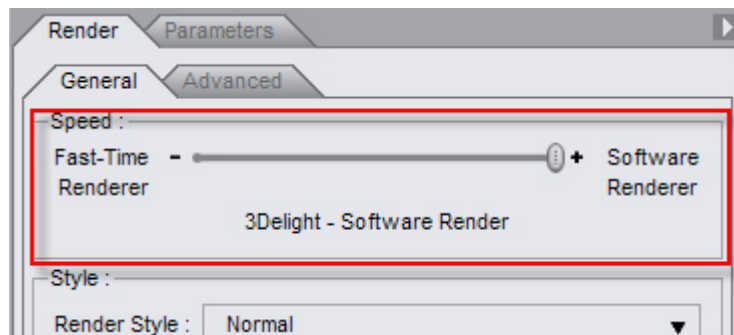 Render Parameters
General Advanced
Speed :
Fast-Time - + Software
Renderer Renderer
3Delight - Software Render
Style :
Render Style : Normal